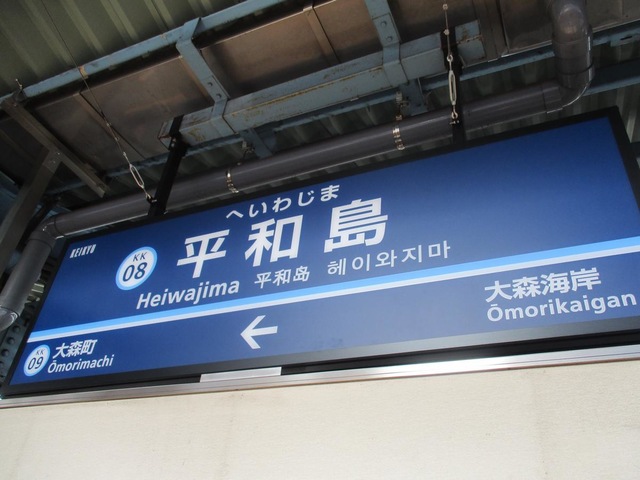 KEIKYU
へいわじま
KK
08
平和島
Heiwajima 平和岛 헤이와지마
大森海岸
Ōmorikaigan
KK
09
大森町
Ōmorimachi